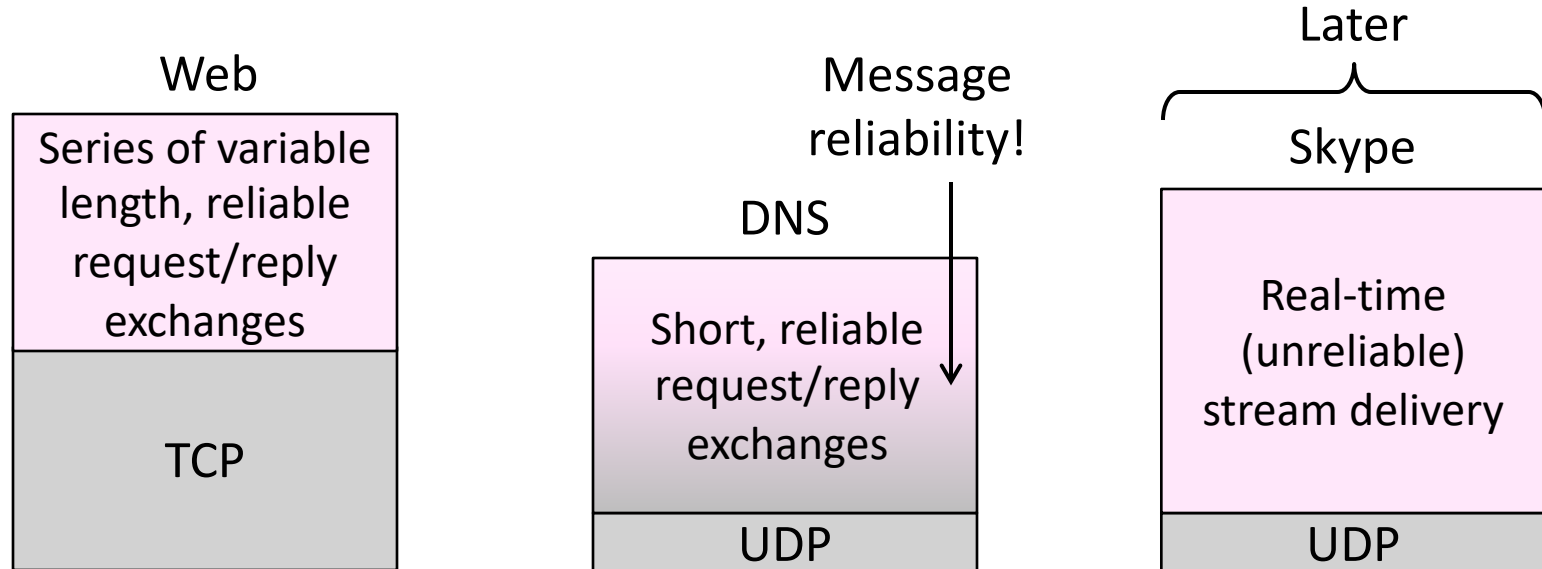 Web
Series of variable
length, reliable
request/reply
exchanges
TCP
Message
reliability!
DNS
Short, reliable
request/reply
exchanges
UDP
Later
Skype
Real-time
(unreliable)
stream delivery
UDP